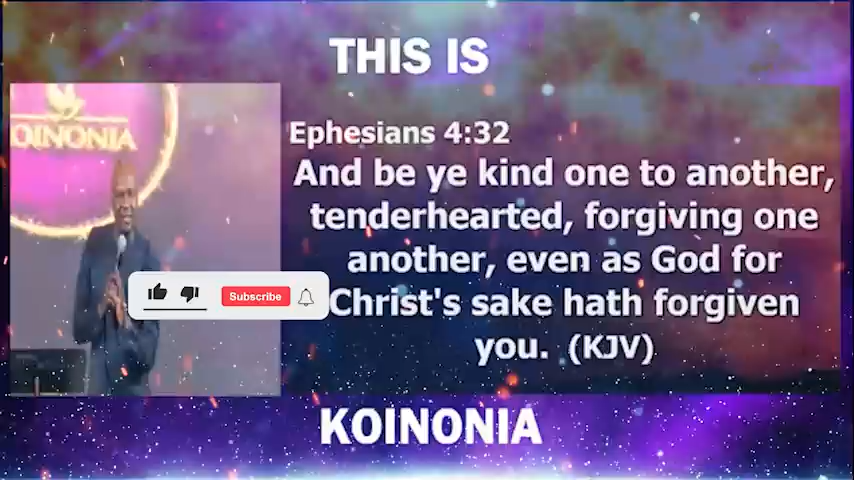 THIS IS
OINONIA
Ephesians 4:32
And be ye kind one to another,
tenderhearted, forgiving one
another, even as God for
Christ's sake hath forgiven
you. (KJV)
Subscribe
KOINONIA